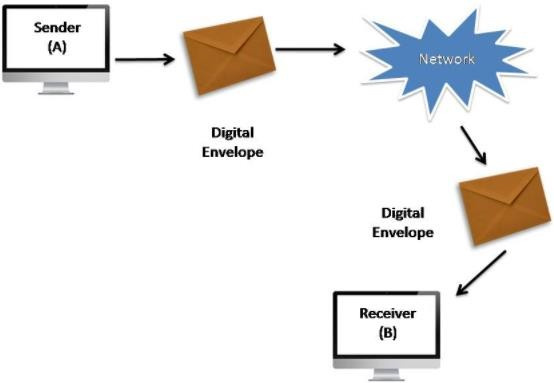 Sender
(A)
Network
Digital
Envelope
Digital
Envelope
Receiver
(B)